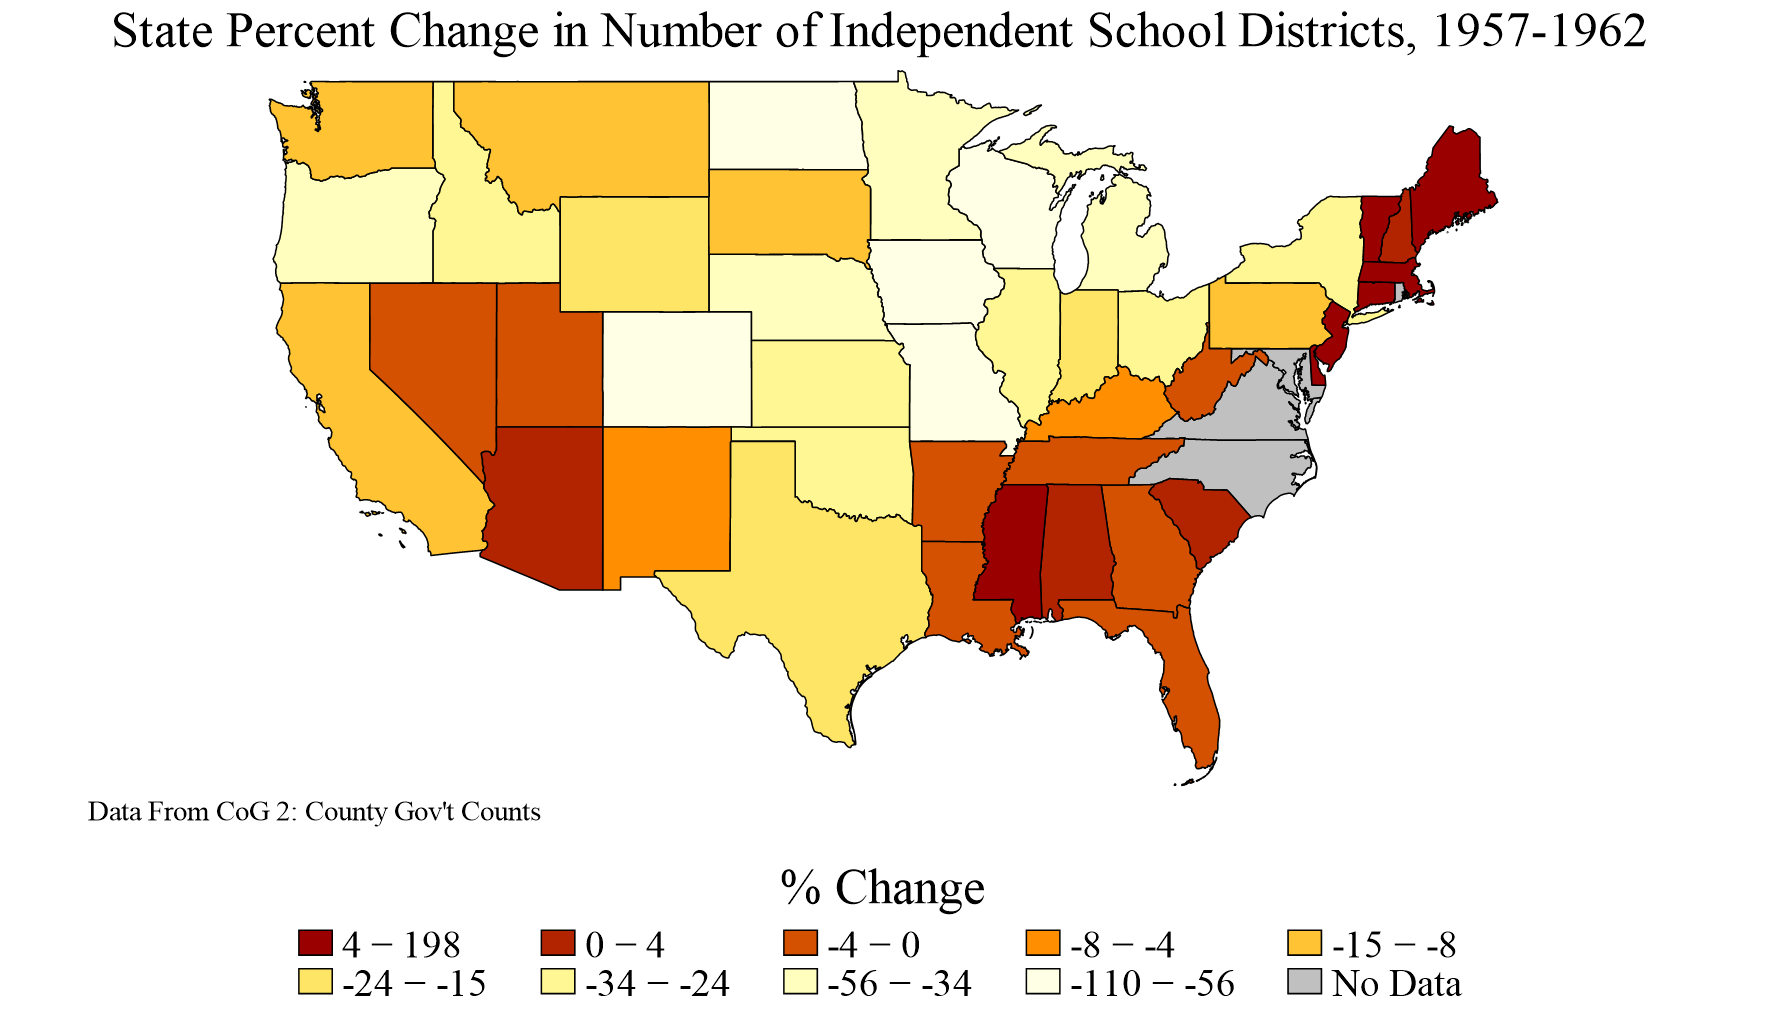 State Percent Change in Number of Independent School Districts, 1957-1962
Data From CoG 2: County Gov't Counts
% Change
4 – 198 0 – 4 -4 – 0 -8 – -4 -15 – -8
-24 – -15 -34 – -24 -56 – -34 -110 – -56 No Data